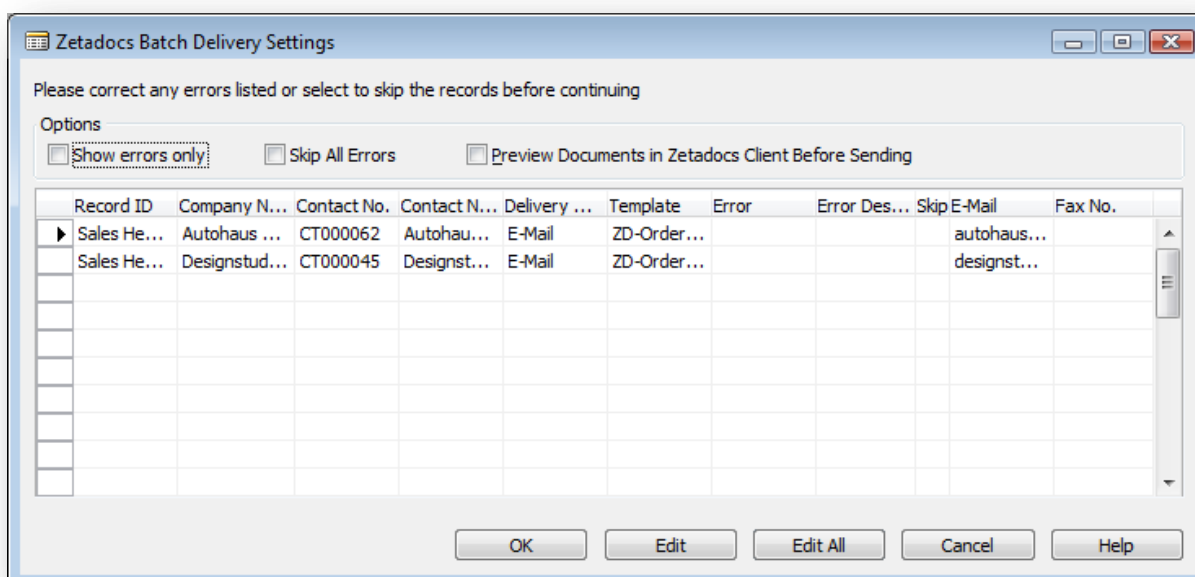 Zetadocs Batch Delivery Settings
Please correct any errors listed or select to skip the records before continuing
Options
Show errors only Skip All Errors Preview Documents in Zetadocs Client Before Sending
Record ID Company N... Contact No. Contact N... Delivery ... Template Error Error Des... Skip E-Mail Fax No.
Sales He... Autohaus ... CT000062 Autohau... E-Mail ZD-Order... autohaus...
Sales He... Designstud... CT000045 Designst... E-Mail ZD-Order... designst...
OK Edit Edit All Cancel Help